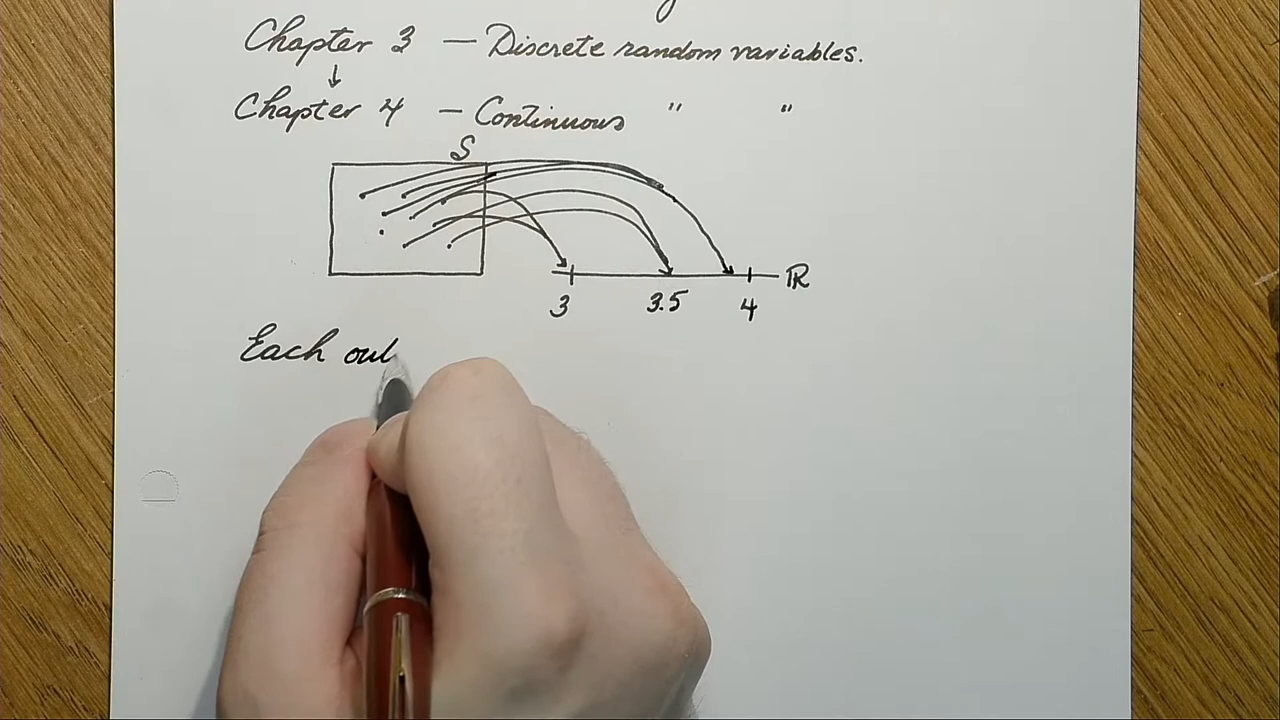 Chapter 3 — Discrete random variables.
↓
Chapter 4 — Continuous " "
S
ℝ
3 3.5 4
Each out